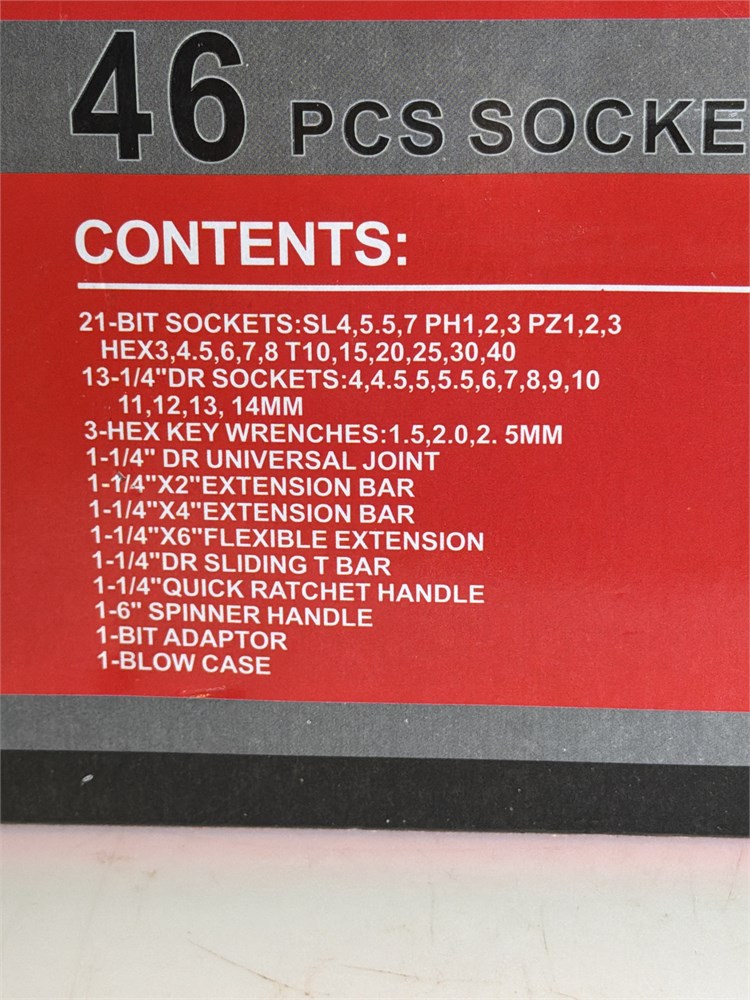 46 PCS SOCKE
CONTENTS:
21-BIT SOCKETS:SL4,5.5,7 PH1,2,3 PZ1,2,3
HEX3,4.5,6,7,8 T10,15,20,25,30,40
13-1/4"DR SOCKETS:4,4.5,5,5.5,6,7,8,9,10
11,12,13, 14MM
3-HEX KEY WRENCHES:1.5,2.0,2. 5MM
1-1/4" DR UNIVERSAL JOINT
1-1/4"X2"EXTENSION BAR
1-1/4"X4"EXTENSION BAR
1-1/4"X6"FLEXIBLE EXTENSION
1-1/4"DR SLIDING T BAR
1-1/4"QUICK RATCHET HANDLE
1-6" SPINNER HANDLE
1-BIT ADAPTOR
1-BLOW CASE